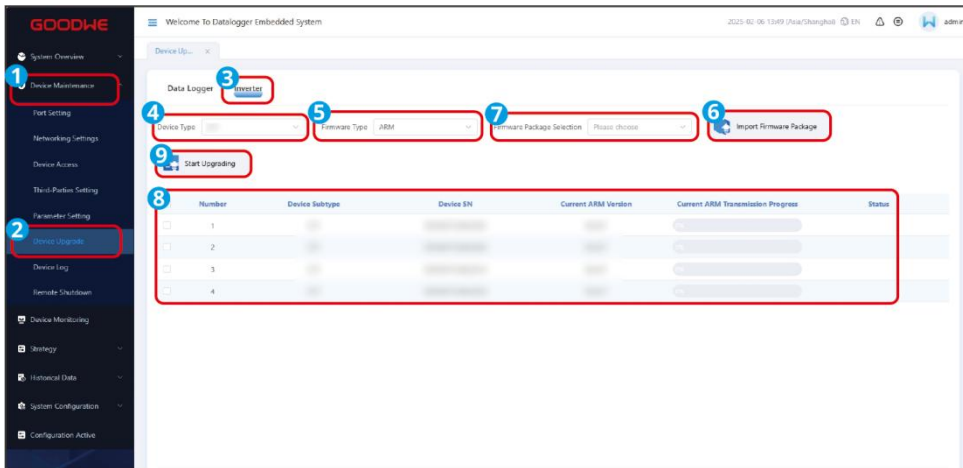 GOODWE
Welcome To Datalogger Embedded System
2025-02-06 13:49 (Asia/Shanghai) EN admin
System Overview
1
Device Maintenance
Port Setting
Networking Settings
Device Access
Third-Parties Setting
Parameter Setting
2
Device Upgrade
Device Log
Remote Shutdown
Device Monitoring
Strategy
Historical Data
System Configuration
Configuration Active
Device Up... ×
Data Logger 3 Inverter
4 Device Type 5 Firmware Type ARM 7 Firmware Package Selection Please choose 6 Import Firmware Package
9 Start Upgrading
8
Number Device Subtype Device SN Current ARM Version Current ARM Transmission Progress Status
1
2
3
4